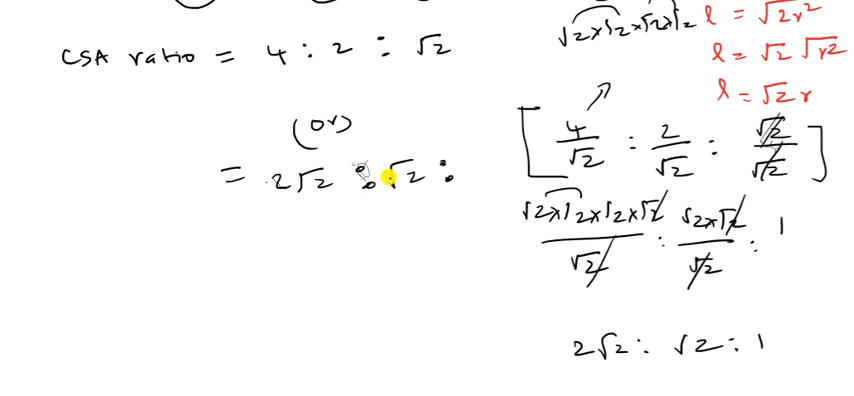 √2×√2×√2×√2
l = √2r²
l = √2 √r²
l = √2 r
CSA ratio = 4 : 2 : √2
(or)
= 2√2 : √2 :
[ 4/√2 : 2/√2 : √2/√2 ]
√2×√2×√2×√2/√2 : √2×√2/√2 : 1
2√2 : √2 : 1